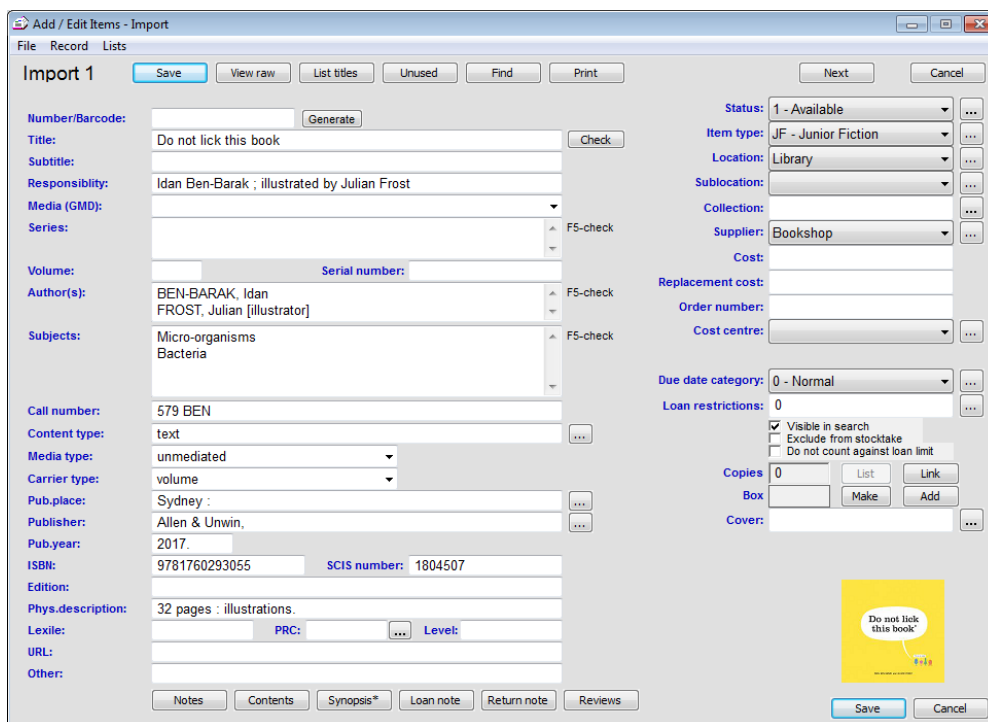 Add / Edit Items - Import
File Record Lists
Import 1 Save View raw List titles Unused Find Print Next Cancel
Number/Barcode: Generate
Title: Do not lick this book Check
Subtitle:
Responsiblity: Idan Ben-Barak ; illustrated by Julian Frost
Media (GMD):
Series: F5-check
Volume: Serial number:
Author(s): BEN-BARAK, Idan F5-check
FROST, Julian [illustrator]
Subjects: Micro-organisms F5-check
Bacteria
Call number: 579 BEN
Content type: text ...
Media type: unmediated
Carrier type: volume
Pub.place: Sydney : ...
Publisher: Allen & Unwin, ...
Pub.year: 2017.
ISBN: 9781760293055 SCIS number: 1804507
Edition:
Phys.description: 32 pages : illustrations.
Lexile: PRC: ... Level:
URL:
Other:
Notes Contents Synopsis* Loan note Return note Reviews
Status: 1 - Available ...
Item type: JF - Junior Fiction ...
Location: Library ...
Sublocation: ...
Collection: ...
Supplier: Bookshop ...
Cost:
Replacement cost:
Order number:
Cost centre: ...
Due date category: 0 - Normal ...
Loan restrictions: 0 ...
Visible in search
Exclude from stocktake
Do not count against loan limit
Copies 0 List Link
Box Make Add
Cover: ...
Do not lick
this book*
Save Cancel